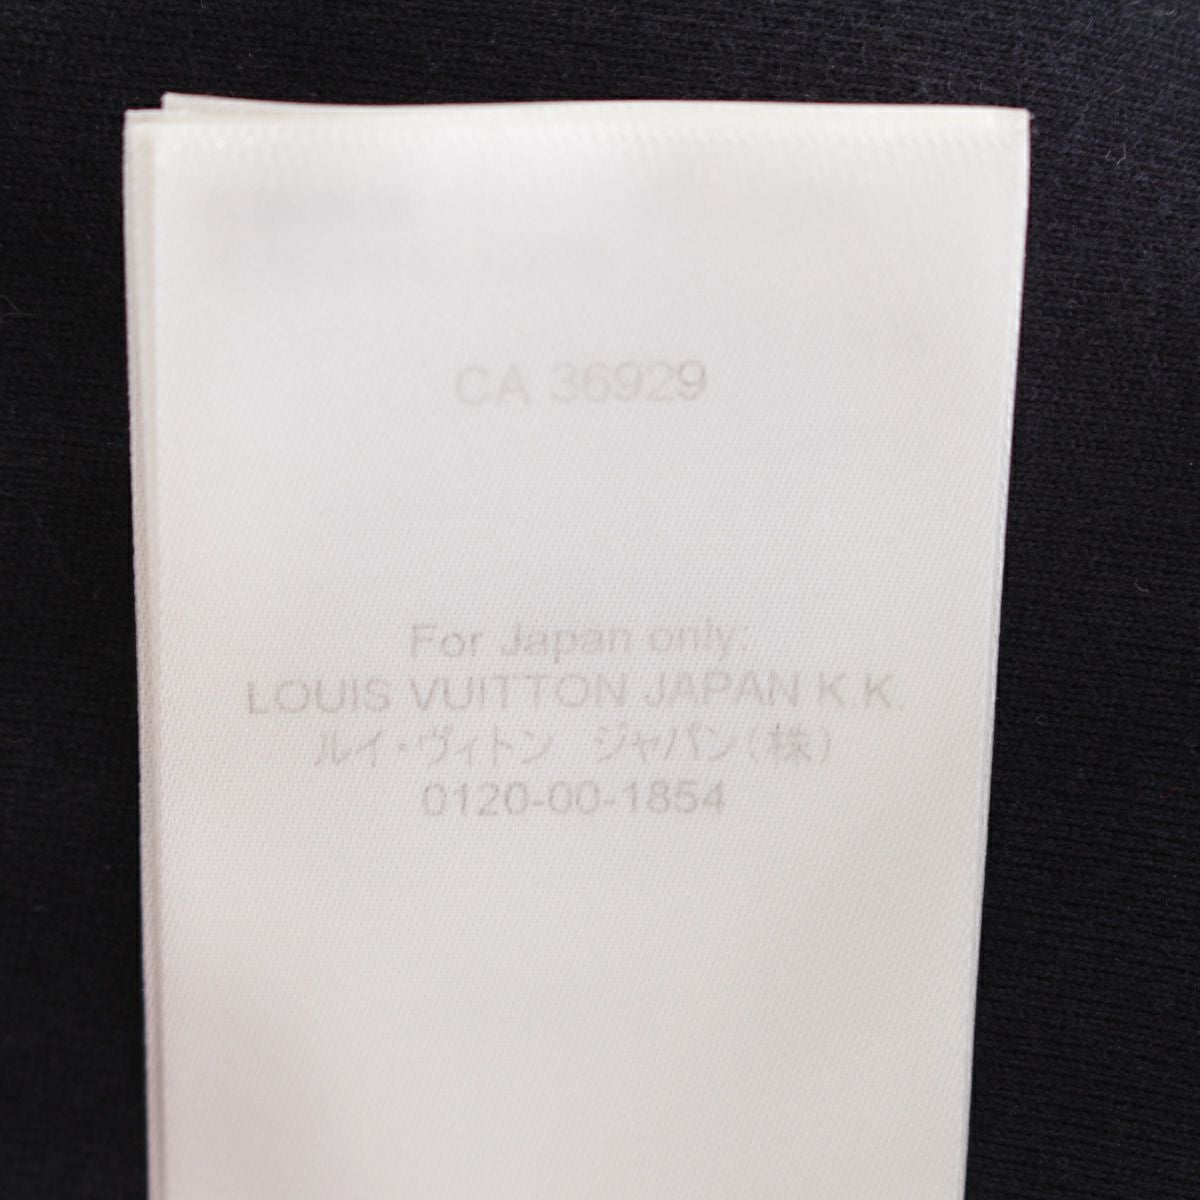 CA 36929
For Japan only:
LOUIS VUITTON JAPAN K.K.
ルイ・ヴィトン　ジャパン(株)
0120-00-1854